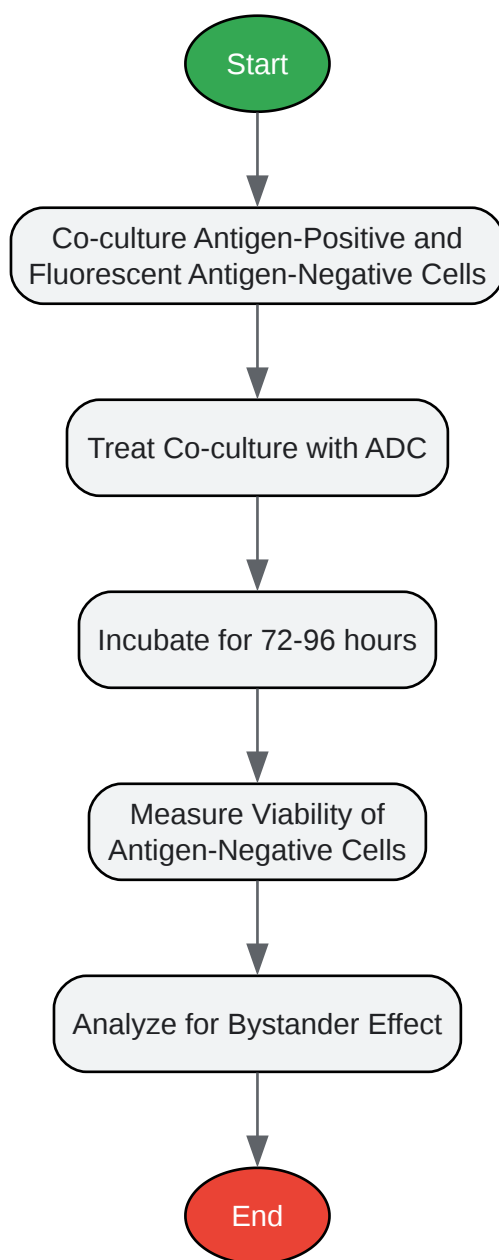 Start
Co-culture Antigen-Positive and
Fluorescent Antigen-Negative Cells
Treat Co-culture with ADC
Incubate for 72-96 hours
Measure Viability of
Antigen-Negative Cells
Analyze for Bystander Effect
End